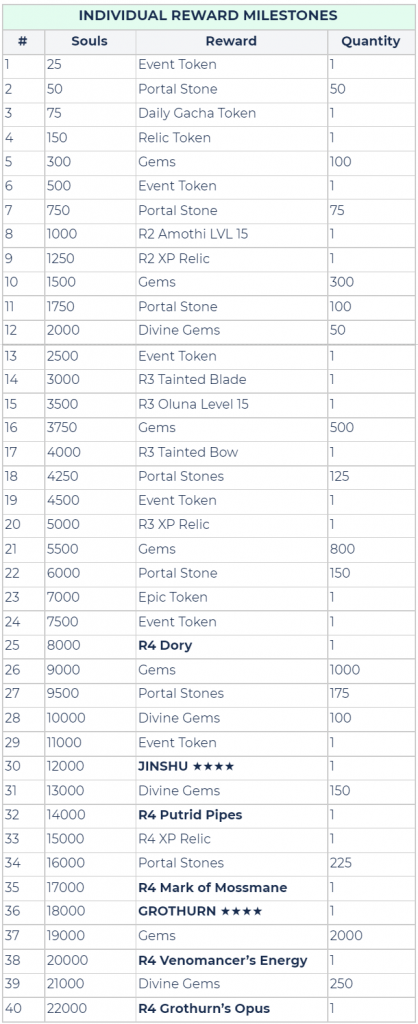 INDIVIDUAL REWARD MILESTONES
# Souls Reward Quantity
1 25 Event Token 1
2 50 Portal Stone 50
3 75 Daily Gacha Token 1
4 150 Relic Token 1
5 300 Gems 100
6 500 Event Token 1
7 750 Portal Stone 75
8 1000 R2 Amothi LVL 15 1
9 1250 R2 XP Relic 1
10 1500 Gems 300
11 1750 Portal Stone 100
12 2000 Divine Gems 50
13 2500 Event Token 1
14 3000 R3 Tainted Blade 1
15 3500 R3 Oluna Level 15 1
16 3750 Gems 500
17 4000 R3 Tainted Bow 1
18 4250 Portal Stones 125
19 4500 Event Token 1
20 5000 R3 XP Relic 1
21 5500 Gems 800
22 6000 Portal Stone 150
23 7000 Epic Token 1
24 7500 Event Token 1
25 8000 R4 Dory 1
26 9000 Gems 1000
27 9500 Portal Stones 175
28 10000 Divine Gems 100
29 11000 Event Token 1
30 12000 JINSHU ★★★★ 1
31 13000 Divine Gems 150
32 14000 R4 Putrid Pipes 1
33 15000 R4 XP Relic 1
34 16000 Portal Stones 225
35 17000 R4 Mark of Mossmane 1
36 18000 GROTHURN ★★★★ 1
37 19000 Gems 2000
38 20000 R4 Venomancer's Energy 1
39 21000 Divine Gems 250
40 22000 R4 Grothurn's Opus 1